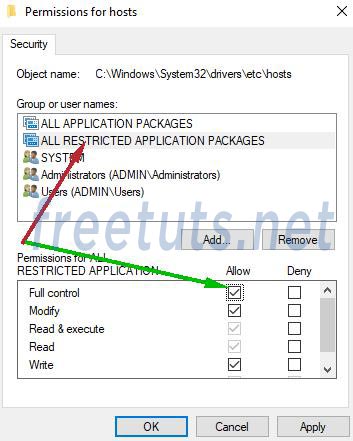 Permissions for hosts
Security
Object name: C:\Windows\System32\drivers\etc\hosts
Group or user names:
ALL APPLICATION PACKAGES
ALL RESTRICTED APPLICATION PACKAGES
SYSTEM
Administrators (ADMIN\Administrators)
Users (ADMIN\Users)
freetuts.net
Add... Remove
Permissions for ALL
RESTRICTED APPLICATION Allow Deny
Full control
Modify
Read & execute
Read
Write
OK Cancel Apply